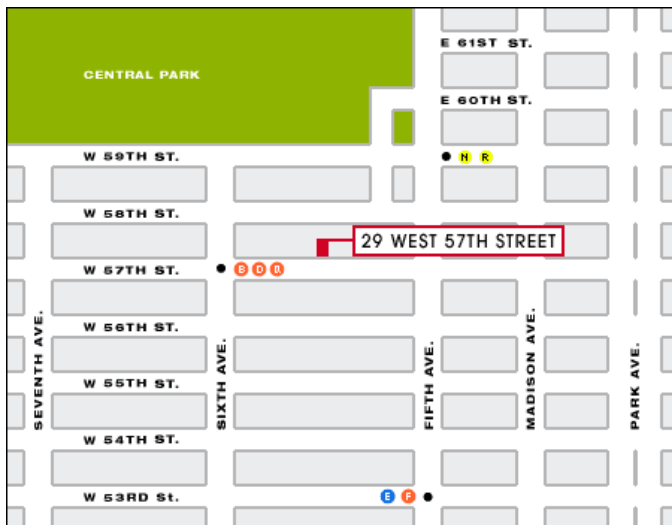 E 61ST ST.
CENTRAL PARK
E 60TH ST.
W 59TH ST.
N R
W 58TH ST.
29 WEST 57TH STREET
W 57TH ST.
B D
W 56TH ST.
W 55TH ST.
W 54TH ST.
W 53RD St.
E F
SEVENTH AVE.
SIXTH AVE.
FIFTH AVE.
MADISON AVE.
PARK AVE.